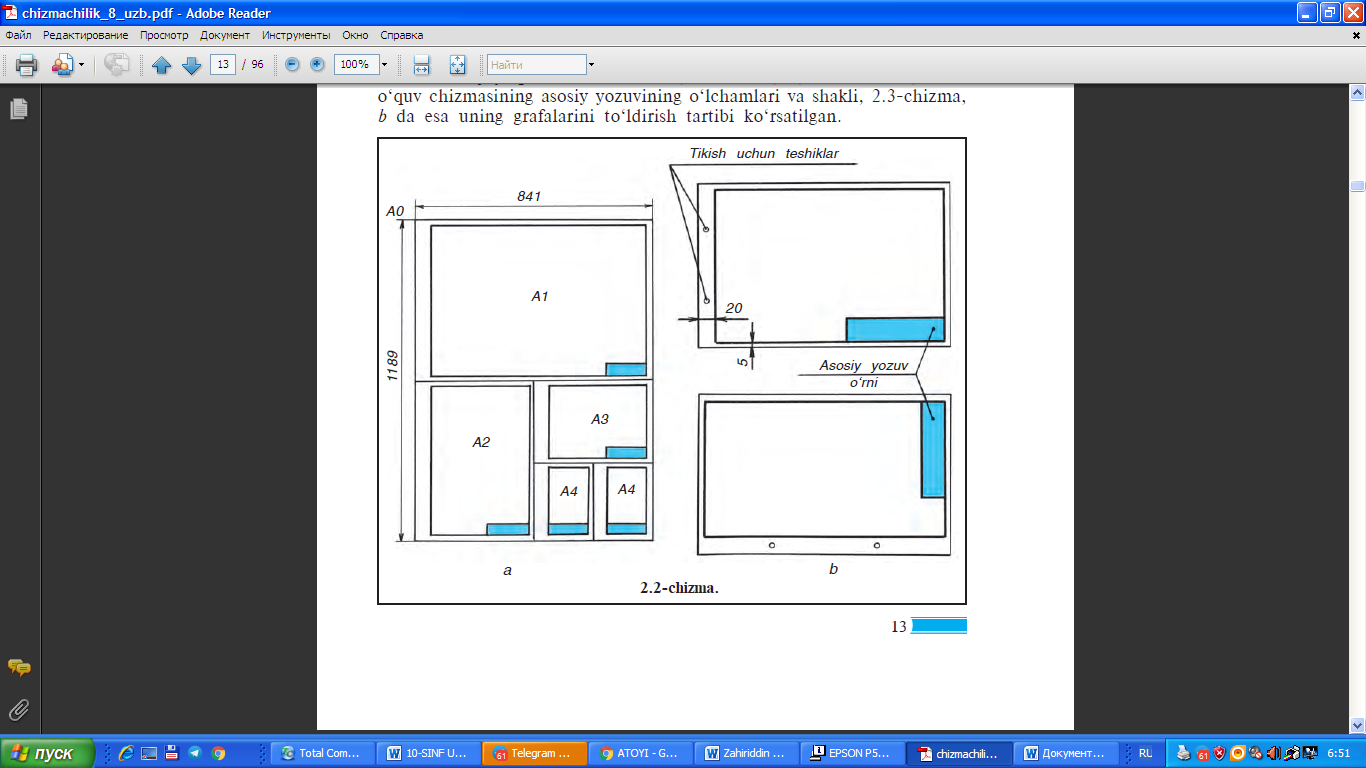 chizmachilik_8_uzb.pdf - Adobe Reader
Файл Редактирование Просмотр Документ Инструменты Окно Справка
13 / 96 100% Найти
o‘quv chizmasining asosiy yozuvining o‘lchamlari va shakli, 2.3-chizma,
b da esa uning grafalarini to‘ldirish tartibi ko‘rsatilgan.
Tikish uchun teshiklar
841
A0
A1
1189
20
5
A2
A3
A4
A4
Asosiy yozuv
o‘rni
a
b
2.2-chizma.
13
пуск
Total Com...
10-SINF U...
61
Telegram ...
ATOYI - G...
Zahiriddin ...
EPSON P5...
chizmachili...
Документ...
RL
61
6:51